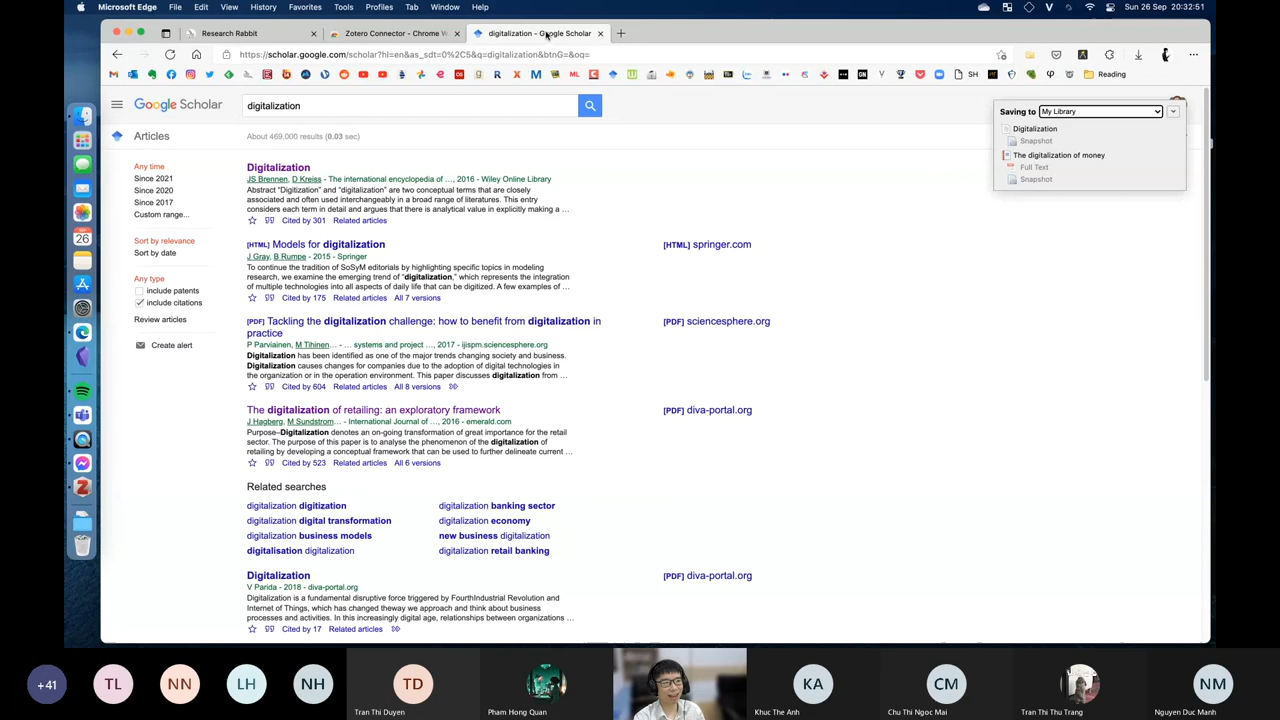 Microsoft Edge File Edit View History Favorites Tools Profiles Tab Window Help
Sun 26 Sep 20:32:51
Research Rabbit
Zotero Connector - Chrome W
digitalization - Google Scholar
https://scholar.google.com/scholar?hl=en&as_sdt=0%2C5&q=digitalization&btnG=&oq=
SH
Reading
Google Scholar
digitalization
Saving to My Library
Digitalization
Snapshot
The digitalization of money
Full Text
Snapshot
Articles
About 469,000 results (0.03 sec)
Any time
Since 2021
Since 2020
Since 2017
Custom range...
Sort by relevance
Sort by date
Any type
include patents
include citations
Review articles
Create alert
Digitalization
JS Brennen, D Kreiss - The international encyclopedia of …, 2016 - Wiley Online Library
Abstract “Digitization” and “digitalization” are two conceptual terms that are closely
associated and often used interchangeably in a broad range of literatures. This entry
considers each term in detail and argues that there is analytical value in explicitly making a …
Cited by 301 Related articles
[HTML] Models for digitalization
[HTML] springer.com
J Gray, B Rumpe - 2015 - Springer
To continue the tradition of SoSyM editorials by highlighting specific topics in modeling
research, we examine the emerging trend of “digitalization,” which represents the integration
of multiple technologies into all aspects of daily life that can be digitized. A few examples of …
Cited by 175 Related articles All 7 versions
[PDF] Tackling the digitalization challenge: how to benefit from digitalization in
practice
[PDF] sciencesphere.org
P Parviainen, M Tihinen… - … systems and project …, 2017 - ijispm.sciencesphere.org
Digitalization has been identified as one of the major trends changing society and business.
Digitalization causes changes for companies due to the adoption of digital technologies in
the organization or in the operation environment. This paper discusses digitalization from …
Cited by 604 Related articles All 8 versions
The digitalization of retailing: an exploratory framework
[PDF] diva-portal.org
J Hagberg, M Sundstrom… - International Journal of …, 2016 - emerald.com
Purpose–Digitalization denotes an on-going transformation of great importance for the retail
sector. The purpose of this paper is to analyse the phenomenon of the digitalization of
retailing by developing a conceptual framework that can be used to further delineate current …
Cited by 523 Related articles All 6 versions
Related searches
digitalization digitization
digitalization banking sector
digitalization digital transformation
digitalization economy
digitalization business models
new business digitalization
digitalisation digitalization
digitalization retail banking
Digitalization
[PDF] diva-portal.org
V Parida - 2018 - diva-portal.org
Digitalization is a fundamental disruptive force triggered by FourthIndustrial Revolution and
Internet of Things, which has changed theway we approach and think about business
processes and activities. In this increasingly digital age, relationships between organizations …
Cited by 17 Related articles
+41
TL
NN
LH
NH
TD
Tran Thi Duyen
Pham Hong Quan
KA
Khuc The Anh
CM
Chu Thi Ngoc Mai
Tran Thi Thu Trang
NM
Nguyen Duc Manh